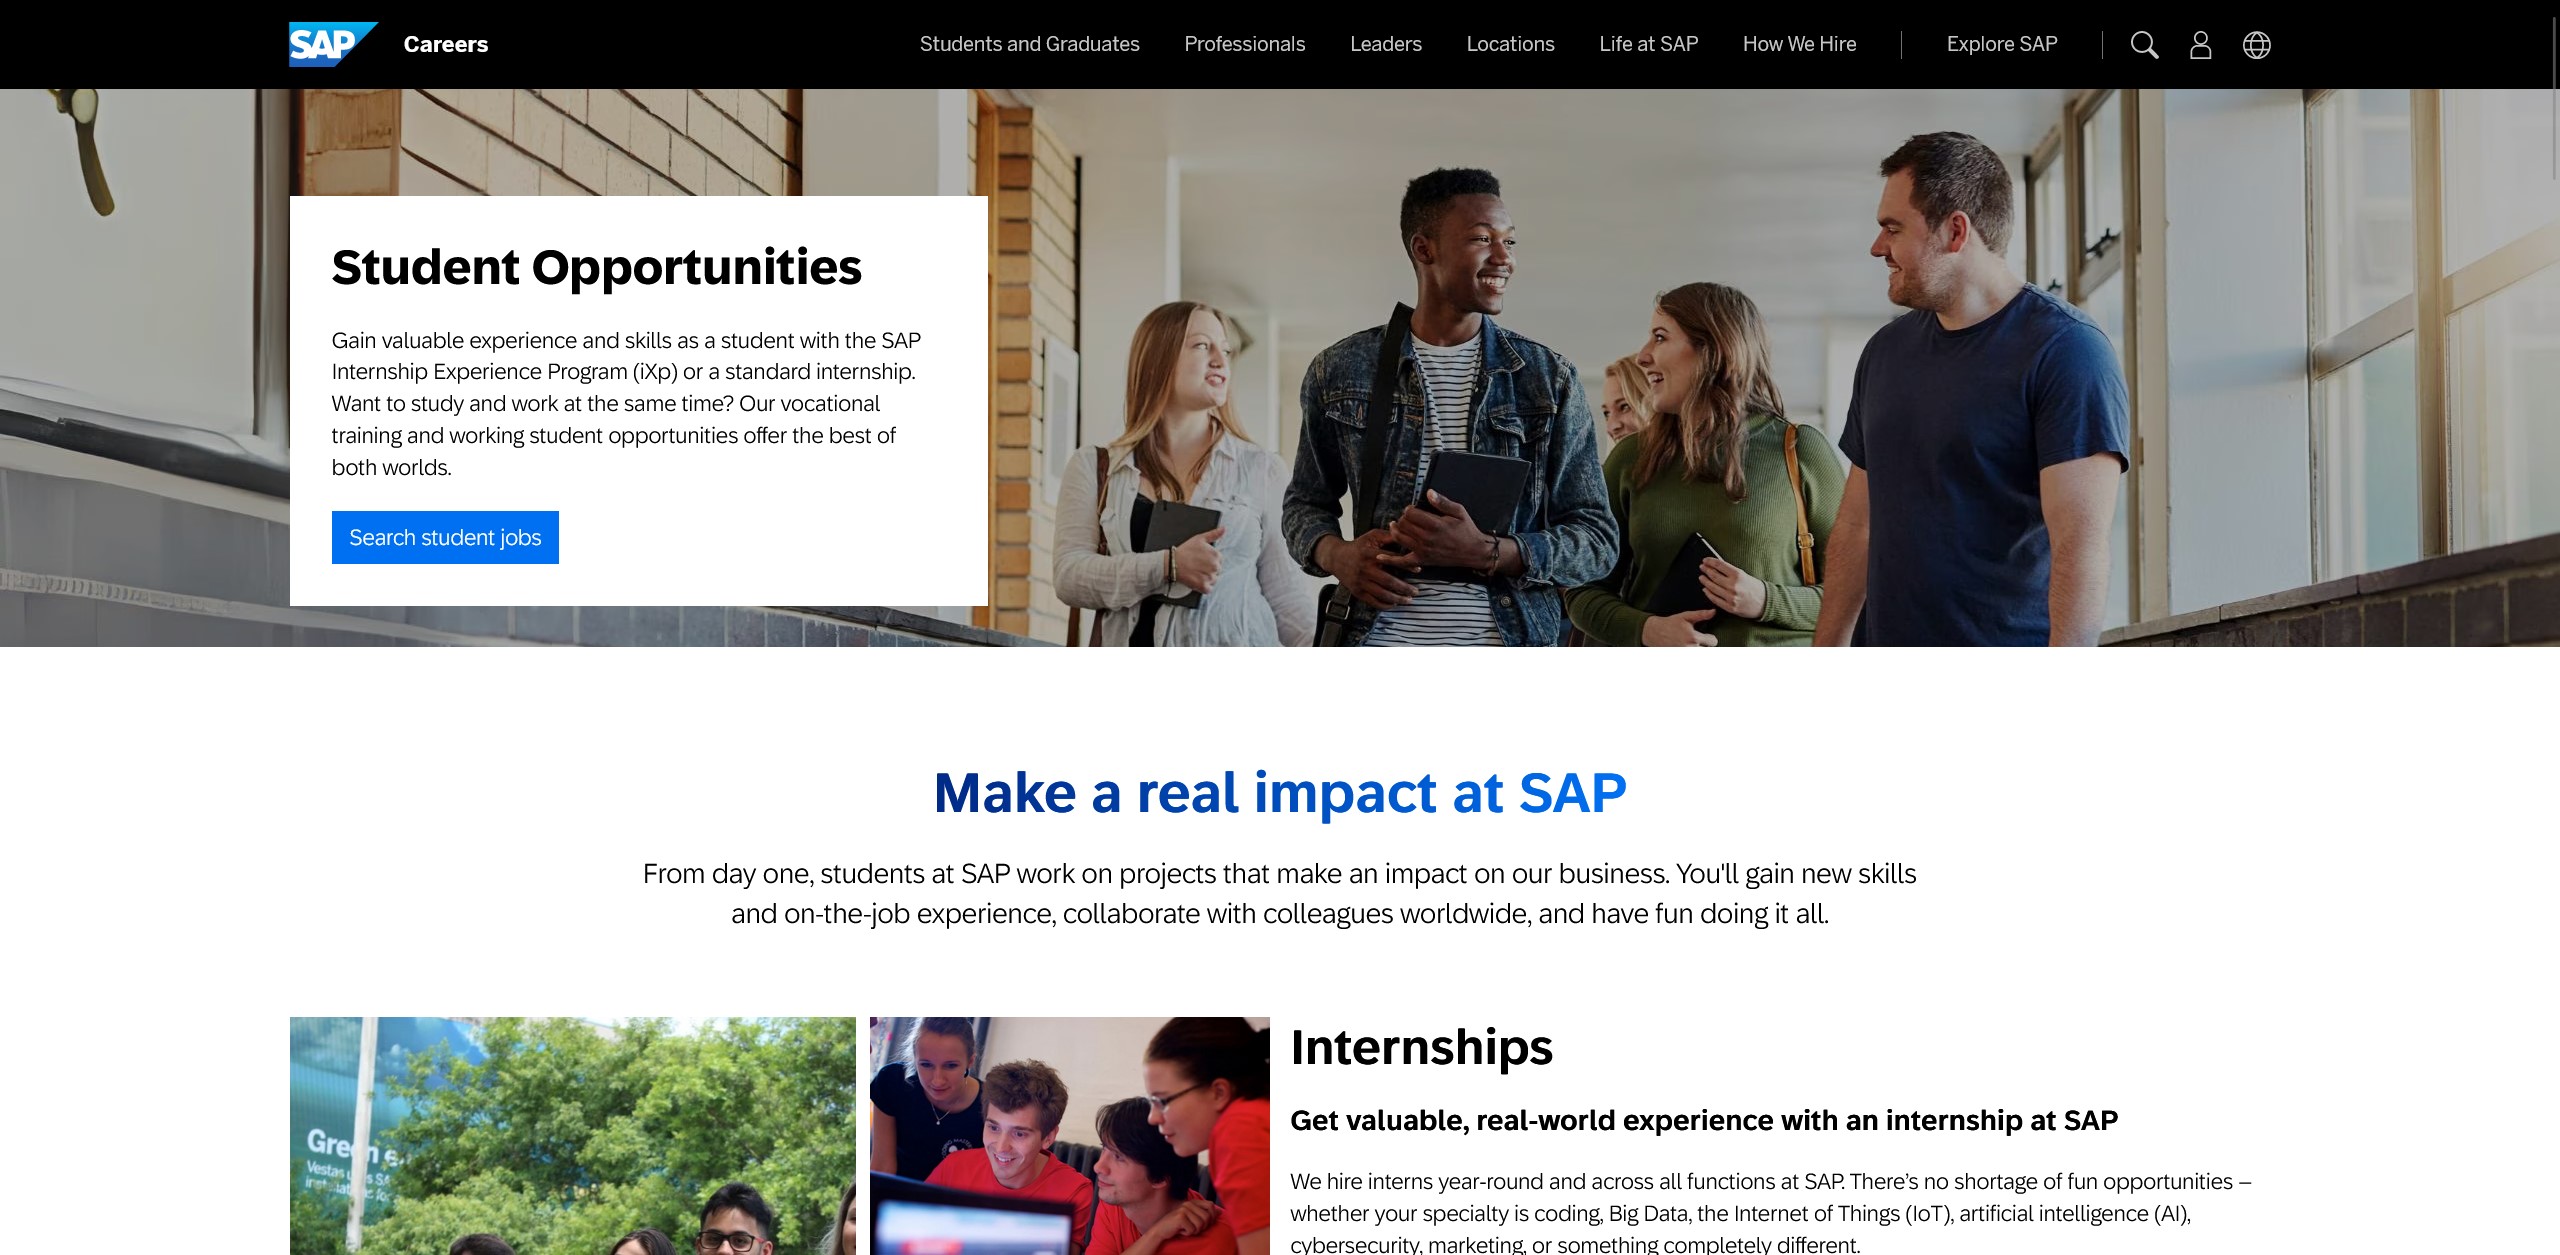 SAP Careers
Students and Graduates Professionals Leaders Locations Life at SAP How We Hire Explore SAP
Student Opportunities
Gain valuable experience and skills as a student with the SAP
Internship Experience Program (iXp) or a standard internship.
Want to study and work at the same time? Our vocational
training and working student opportunities offer the best of
both worlds.
Search student jobs
Make a real impact at SAP
From day one, students at SAP work on projects that make an impact on our business. You'll gain new skills
and on-the-job experience, collaborate with colleagues worldwide, and have fun doing it all.
Green
Vestas
Internships
Get valuable, real-world experience with an internship at SAP
We hire interns year-round and across all functions at SAP. There’s no shortage of fun opportunities –
whether your specialty is coding, Big Data, the Internet of Things (IoT), artificial intelligence (AI),
cybersecurity, marketing, or something completely different.